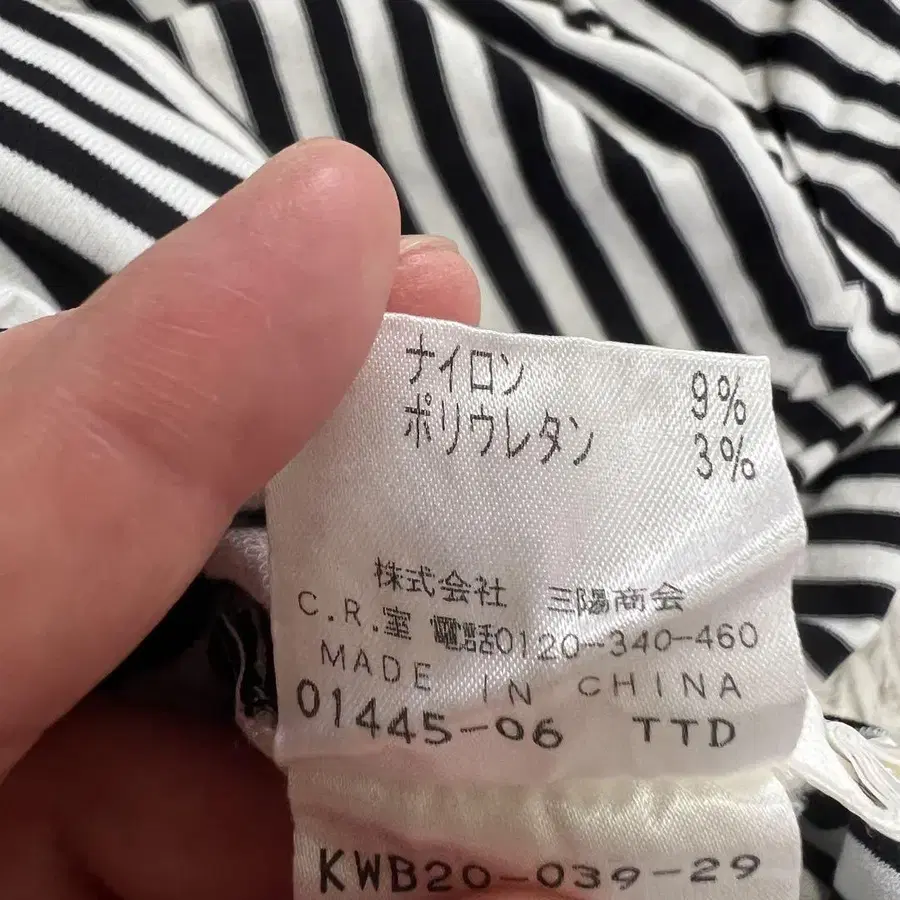 ナイロン 9%
ポリウレタン 3%
株式会社 三陽商会
C.R.室 電話0120-340-460
MADE IN CHINA
01445-06 TTD
KWB20-039-29